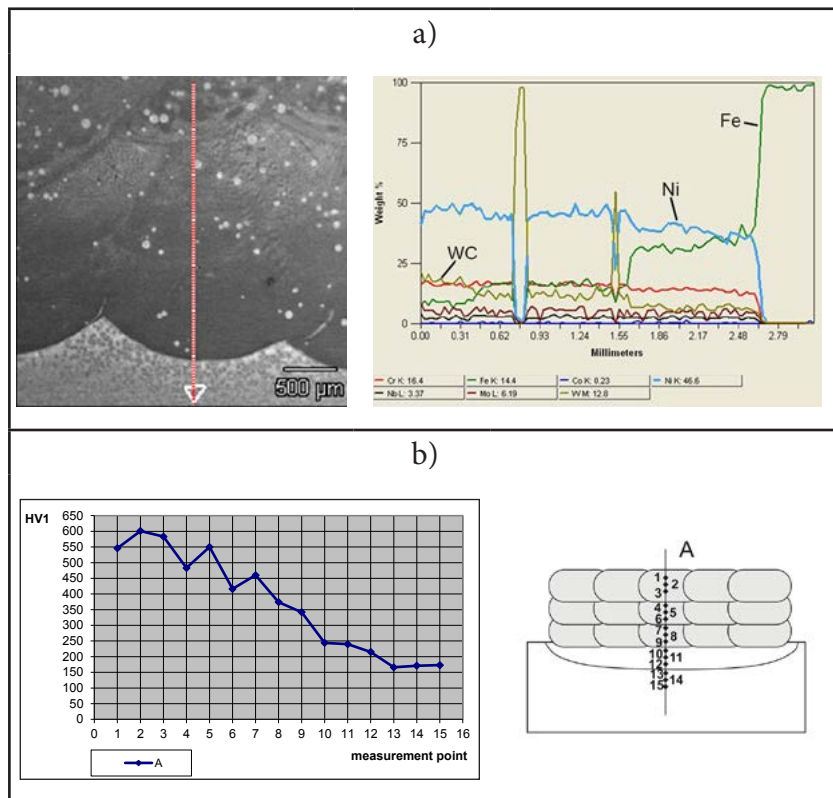 a)
500 µm
100
75
50
25
0
Weight %
Fe
Ni
WC
0.00 0.31 0.62 0.93 1.24 1.55 1.86 2.17 2.48 2.79
Millimeters
Cr K: 16.4 Fe K: 14.4 Co K: 0.23 Ni K: 46.6
Nb L: 3.37 Mo L: 6.19 W M: 12.8
b)
HV1
650
600
550
500
450
400
350
300
250
200
150
100
50
0
0 1 2 3 4 5 6 7 8 9 10 11 12 13 14 15 16
A
measurement point
A
1
2
3
4
5
6
7
8
9
10
11
12
13
14
15